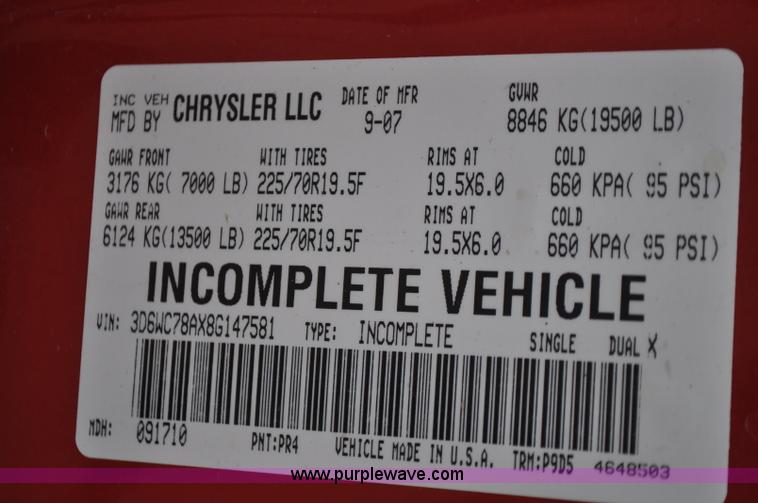 INC VEH MFD BY CHRYSLER LLC DATE OF MFR 9-07 GVWR 8846 KG(19500 LB)
GAWR FRONT WITH TIRES RIMS AT COLD
3176 KG( 7000 LB) 225/70R19.5F 19.5X6.0 660 KPA( 95 PSI)
GAWR REAR WITH TIRES RIMS AT COLD
6124 KG(13500 LB) 225/70R19.5F 19.5X6.0 660 KPA( 95 PSI)
INCOMPLETE VEHICLE
VIN: 3D6WC78AX8G147581 TYPE: INCOMPLETE SINGLE DUAL X
MDH: 091710 PNT:PR4 VEHICLE MADE IN U.S.A. TRM:P9D5 4648503
www.purplewave.com